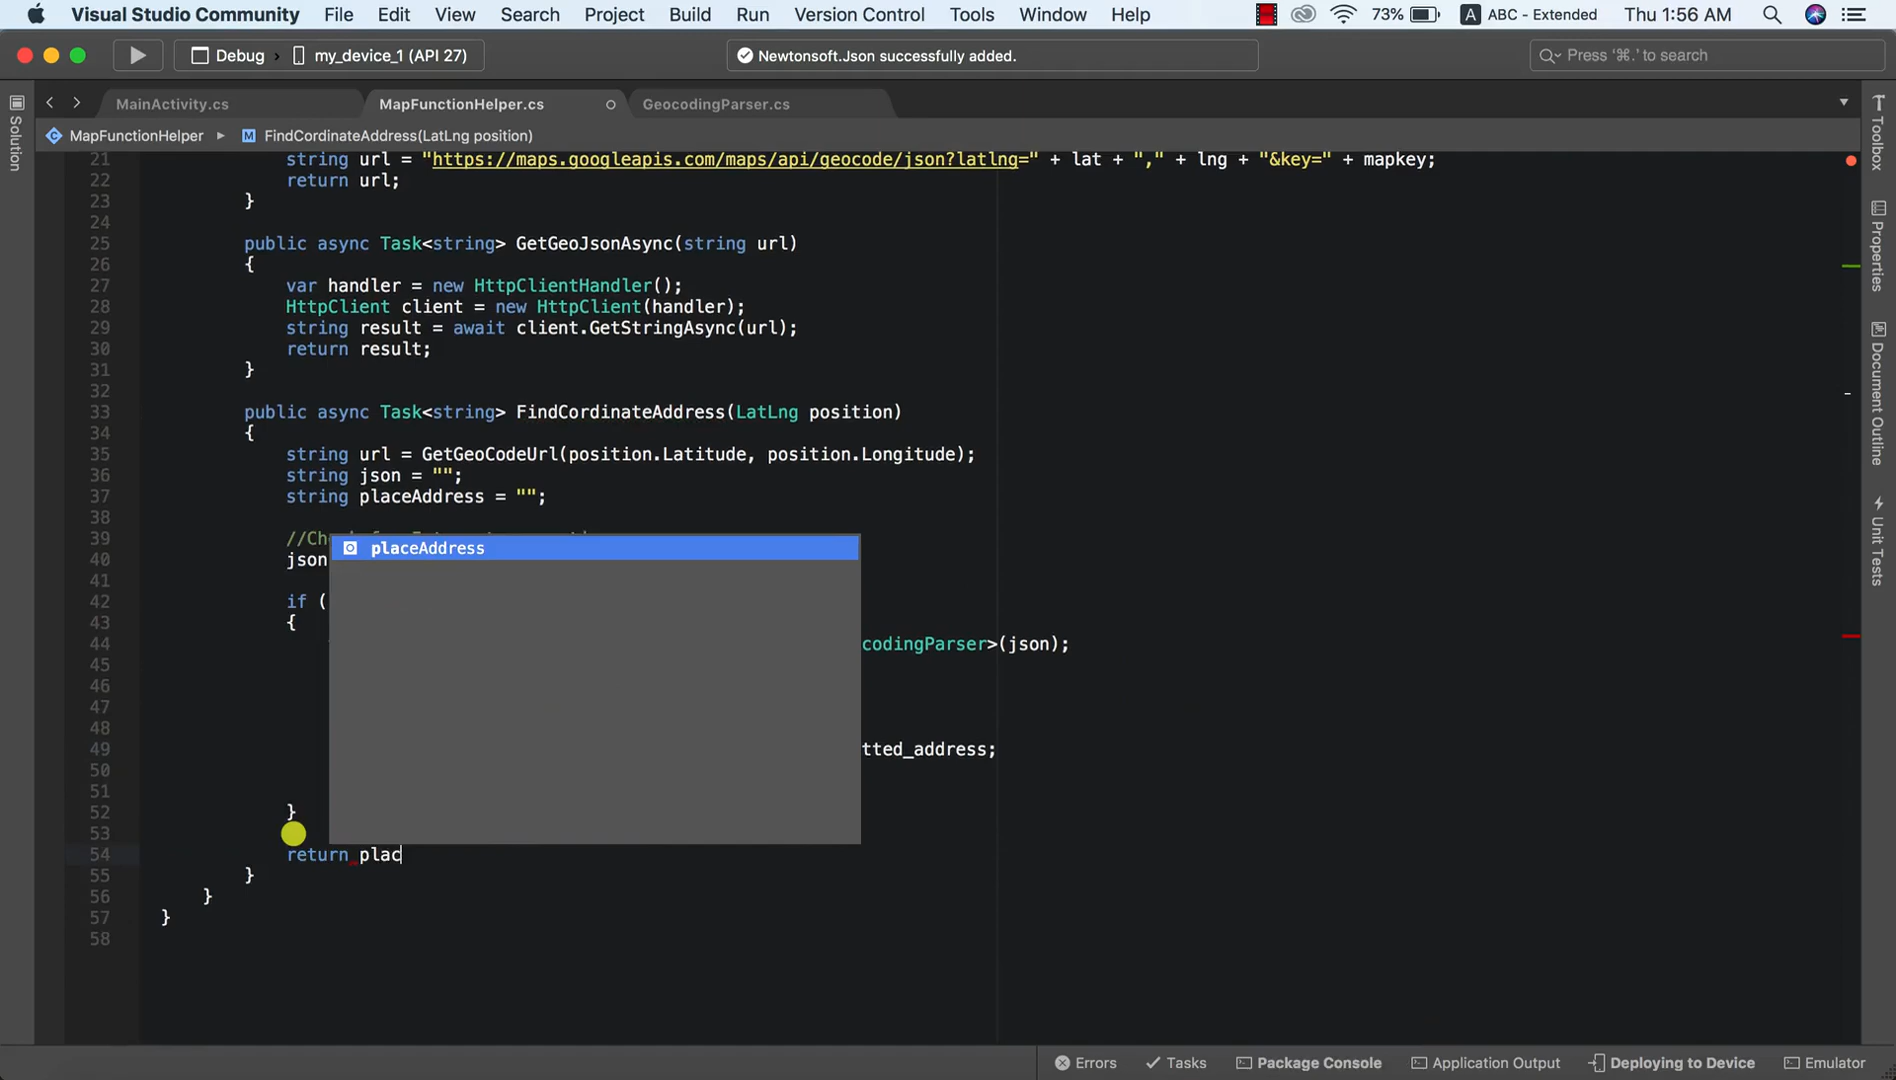 Visual Studio Community File Edit View Search Project Build Run Version Control Tools Window Help 73% A ABC - Extended Thu 1:56 AM
Debug my_device_1 (API 27) Newtonsoft.Json successfully added. Press '⌘.' to search
MainActivity.cs MapFunctionHelper.cs GeocodingParser.cs
C MapFunctionHelper M FindCordinateAddress(LatLng position)
Solution
Toolbox
Properties
Document Outline
Unit Tests
21 string url = "https://maps.googleapis.com/maps/api/geocode/json?latlng=" + lat + "," + lng + "&key=" + mapkey;
22 return url;
23 }
24
25 public async Task<string> GetGeoJsonAsync(string url)
26 {
27 var handler = new HttpClientHandler();
28 HttpClient client = new HttpClient(handler);
29 string result = await client.GetStringAsync(url);
30 return result;
31 }
32
33 public async Task<string> FindCordinateAddress(LatLng position)
34 {
35 string url = GetGeoCodeUrl(position.Latitude, position.Longitude);
36 string json = "";
37 string placeAddress = "";
38
39 //Ch
placeAddress
40 json
41
42 if (
43 {
44 codingParser>(json);
45
46
47
48
49 tted_address;
50
51
52 }
53
54 return plac
55 }
56 }
57 }
58
Errors Tasks Package Console Application Output Deploying to Device Emulator